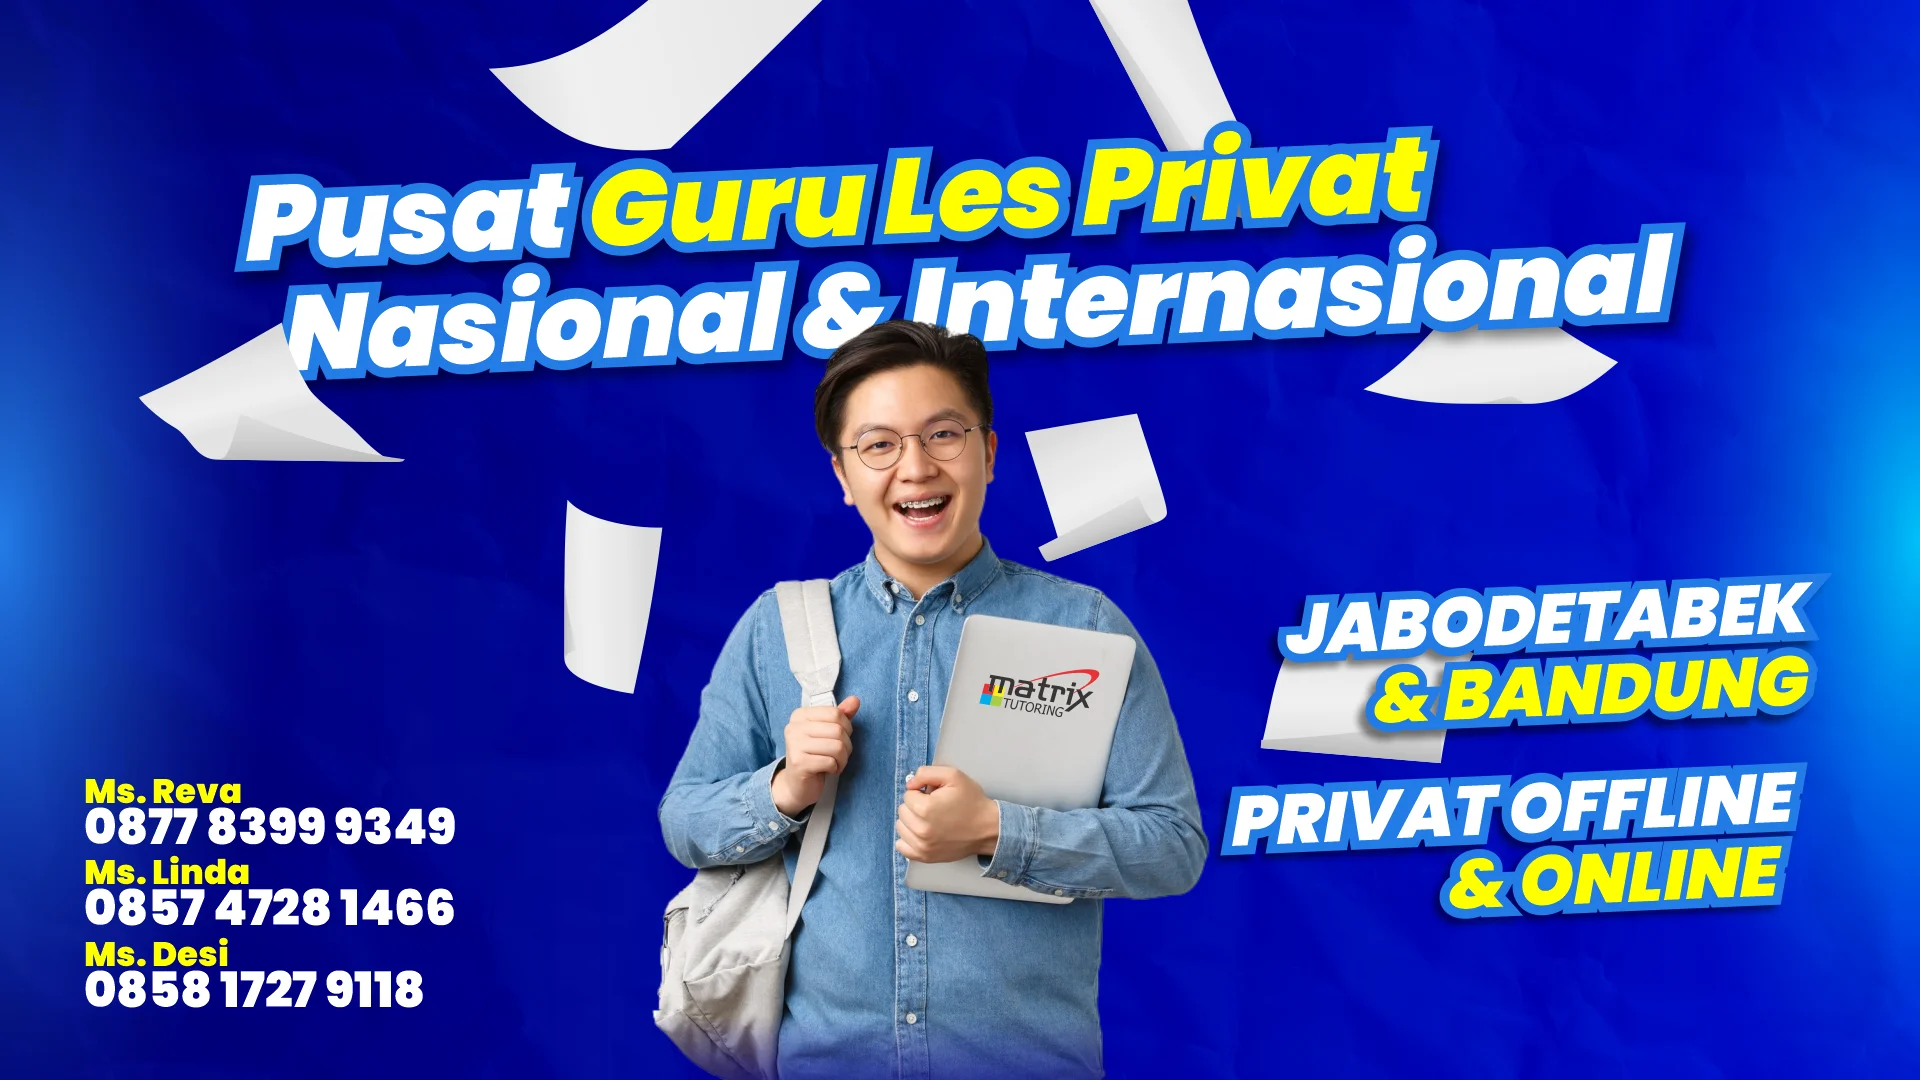 Pusat Guru Les Privat
Nasional & Internasional
matrix
TUTORING
JABODETABEK
& BANDUNG
PRIVAT OFFLINE
& ONLINE
Ms. Reva
0877 8399 9349
Ms. Linda
0857 4728 1466
Ms. Desi
0858 1727 9118